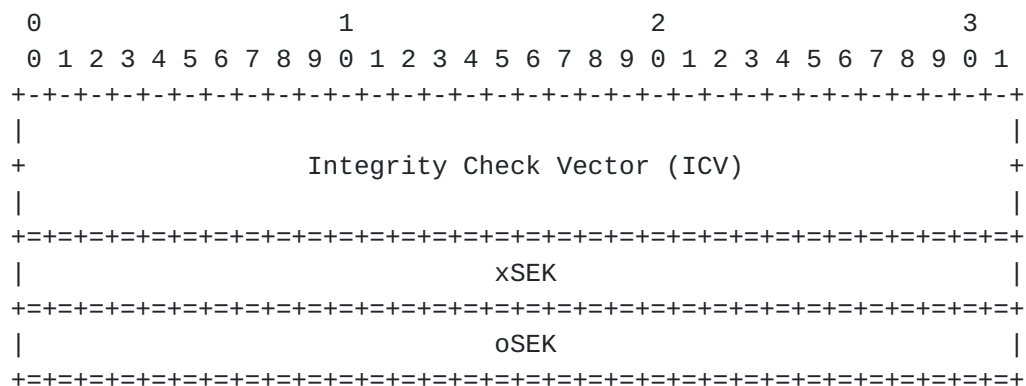 0                   1                   2                   3
 0 1 2 3 4 5 6 7 8 9 0 1 2 3 4 5 6 7 8 9 0 1 2 3 4 5 6 7 8 9 0 1
+-+-+-+-+-+-+-+-+-+-+-+-+-+-+-+-+-+-+-+-+-+-+-+-+-+-+-+-+-+-+-+-+
|                                                               |
+                  Integrity Check Vector (ICV)                 +
|                                                               |
+=+=+=+=+=+=+=+=+=+=+=+=+=+=+=+=+=+=+=+=+=+=+=+=+=+=+=+=+=+=+=+=+
|                              xSEK                             |
+=+=+=+=+=+=+=+=+=+=+=+=+=+=+=+=+=+=+=+=+=+=+=+=+=+=+=+=+=+=+=+=+
|                              oSEK                             |
+=+=+=+=+=+=+=+=+=+=+=+=+=+=+=+=+=+=+=+=+=+=+=+=+=+=+=+=+=+=+=+=+